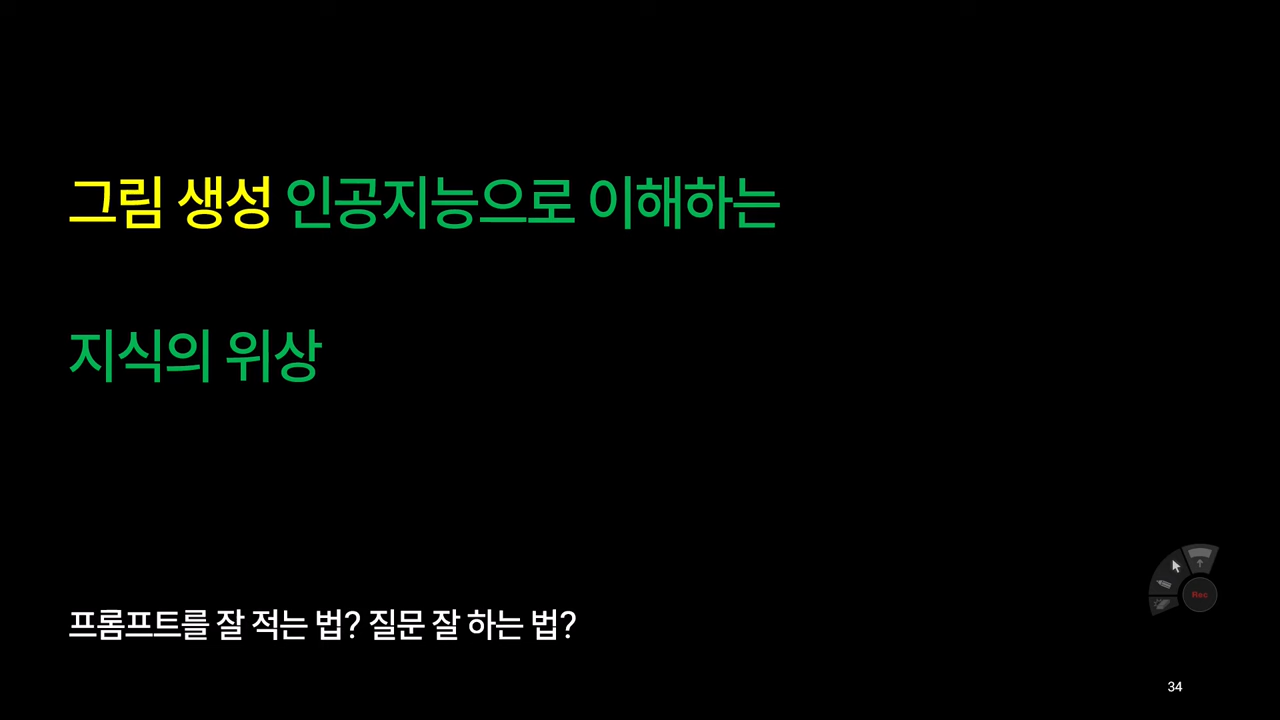 그림 생성 인공지능으로 이해하는
지식의 위상
Rec
프롬프트를 잘 적는 법? 질문 잘 하는 법?
34